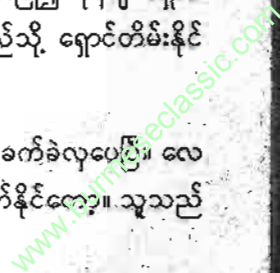 ည်သို့ ရှောင်တိမ်းနိုင်
ခက်ခဲလှပေပြီ။ လေ
က်နိုင်တော့။ သူသည်
www.burmeseclassic.com